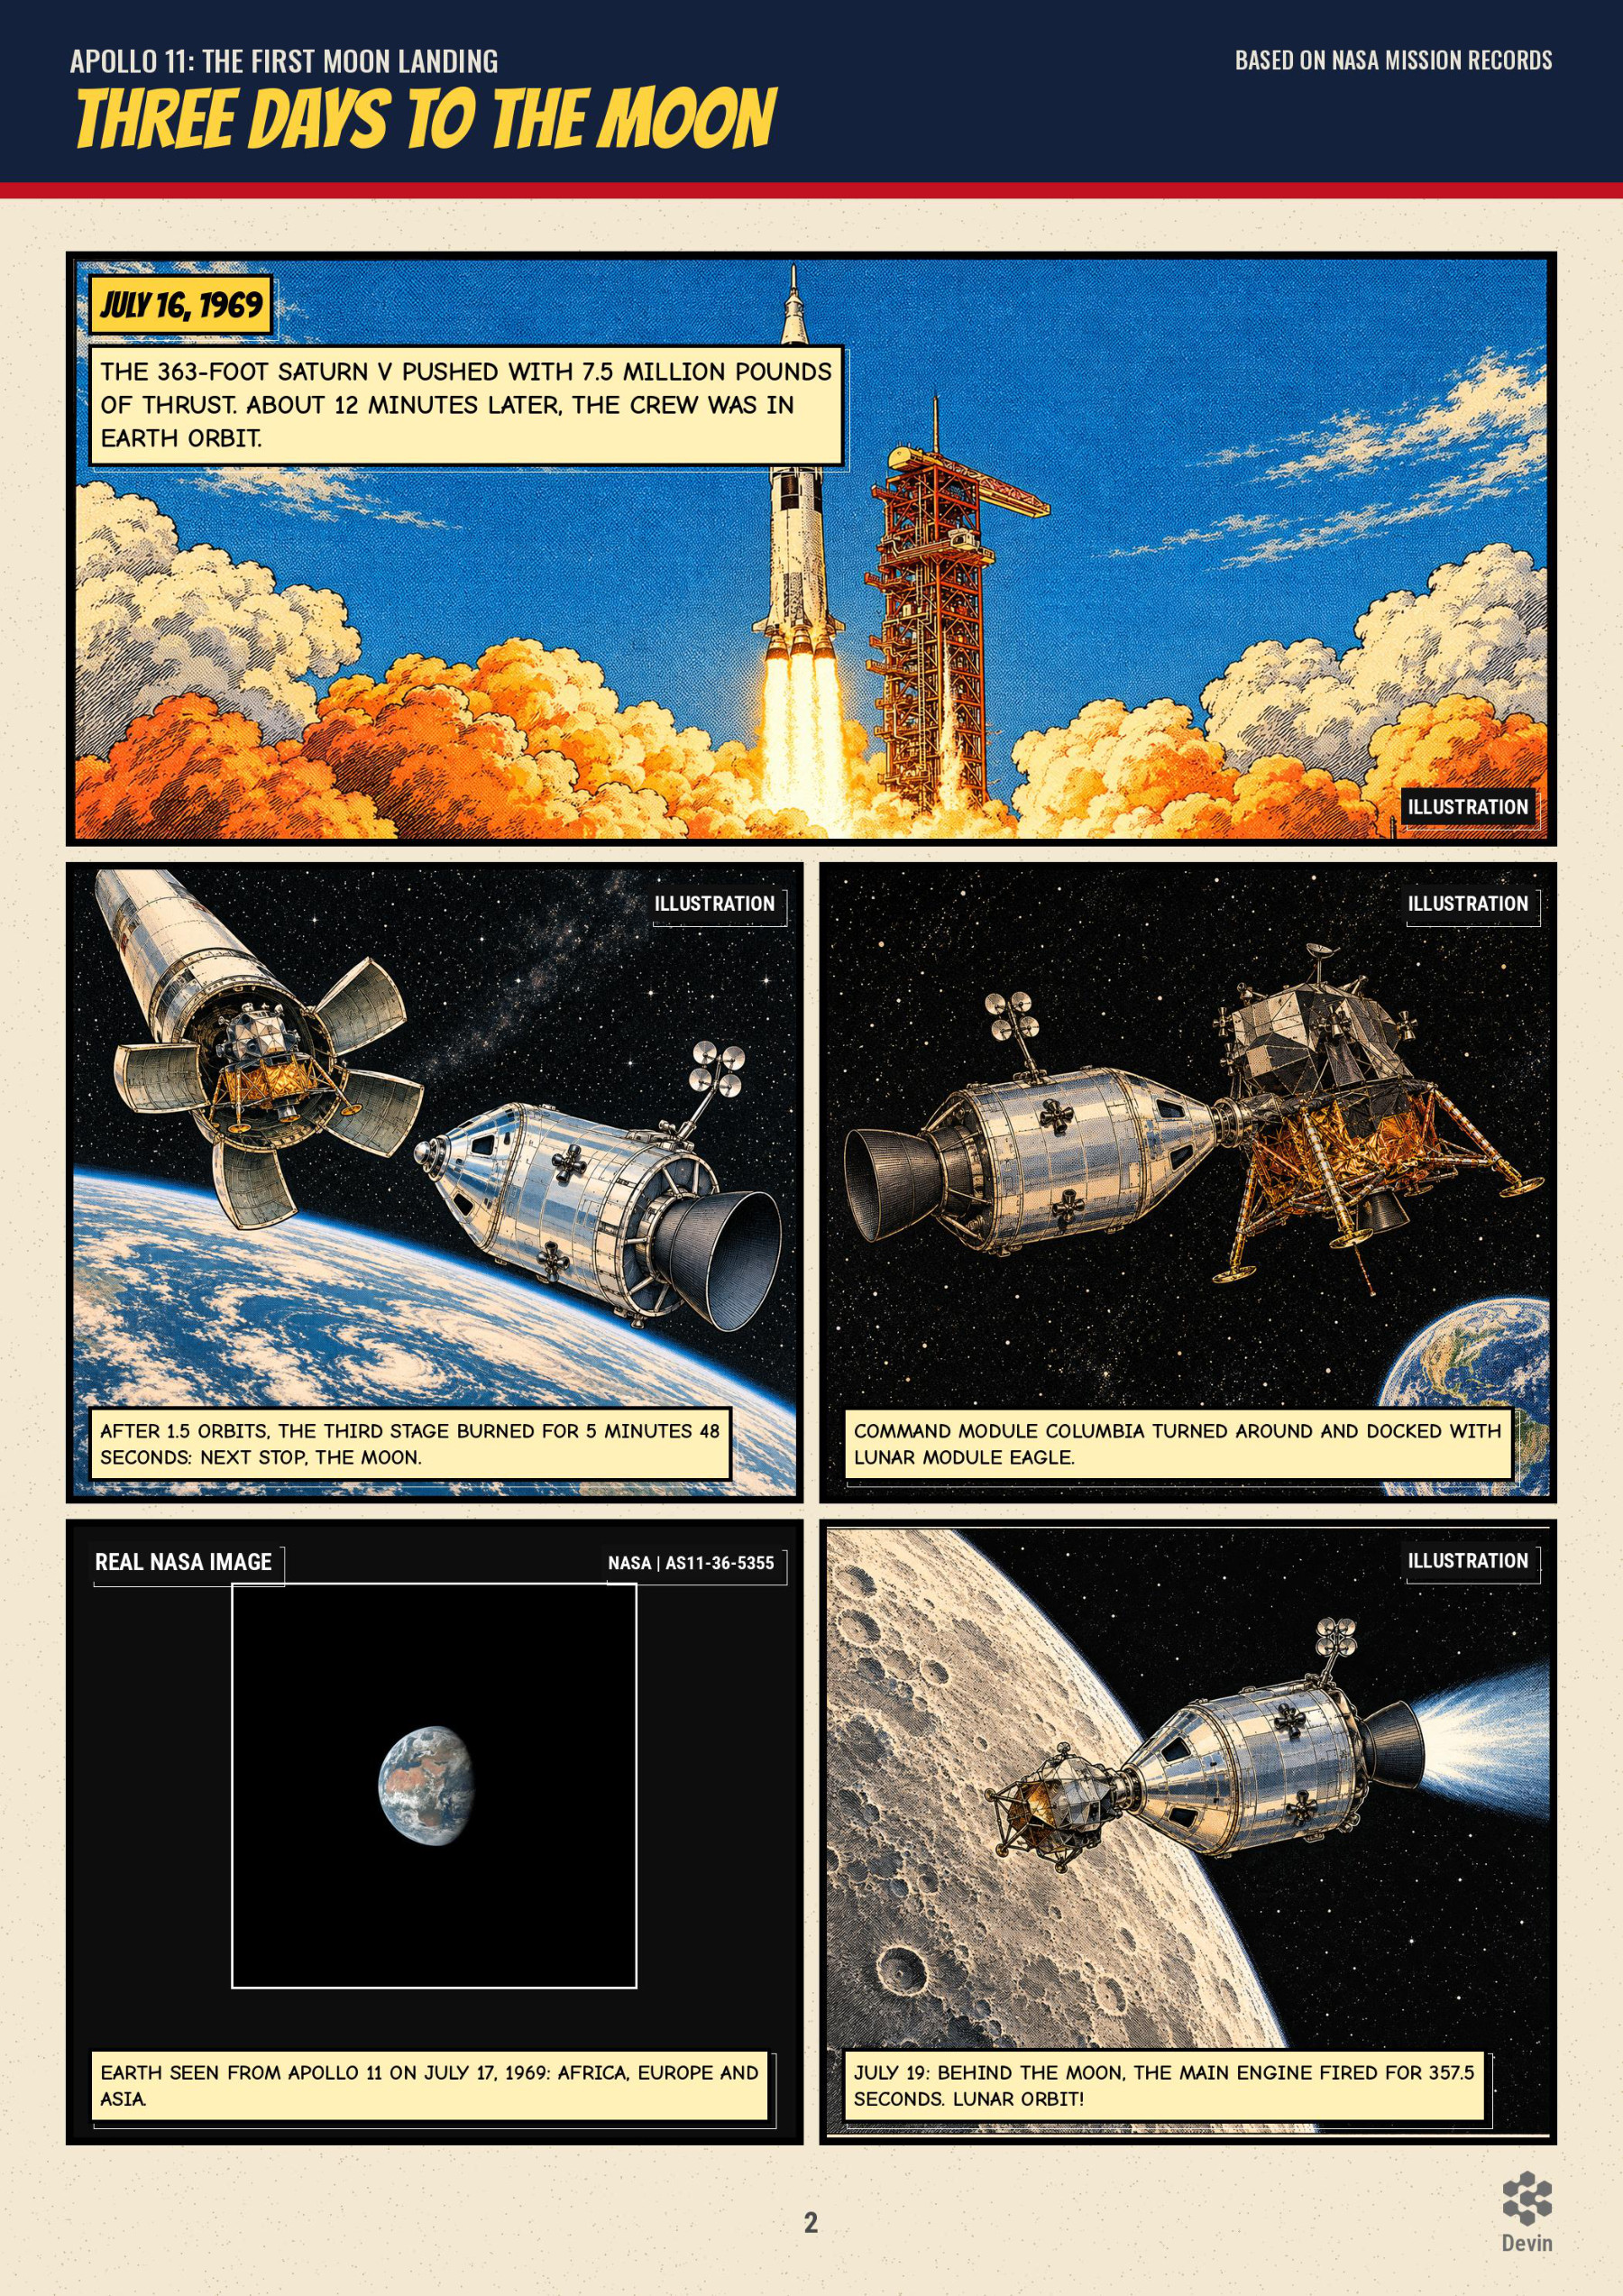 APOLLO 11: THE FIRST MOON LANDING
BASED ON NASA MISSION RECORDS
THREE DAYS TO THE MOON
JULY 16, 1969
THE 363-FOOT SATURN V PUSHED WITH 7.5 MILLION POUNDS
OF THRUST. ABOUT 12 MINUTES LATER, THE CREW WAS IN
EARTH ORBIT.
ILLUSTRATION
ILLUSTRATION
AFTER 1.5 ORBITS, THE THIRD STAGE BURNED FOR 5 MINUTES 48
SECONDS: NEXT STOP, THE MOON.
ILLUSTRATION
COMMAND MODULE COLUMBIA TURNED AROUND AND DOCKED WITH
LUNAR MODULE EAGLE.
REAL NASA IMAGE
NASA | AS11-36-5355
EARTH SEEN FROM APOLLO 11 ON JULY 17, 1969: AFRICA, EUROPE AND
ASIA.
ILLUSTRATION
JULY 19: BEHIND THE MOON, THE MAIN ENGINE FIRED FOR 357.5
SECONDS. LUNAR ORBIT!
2
Devin